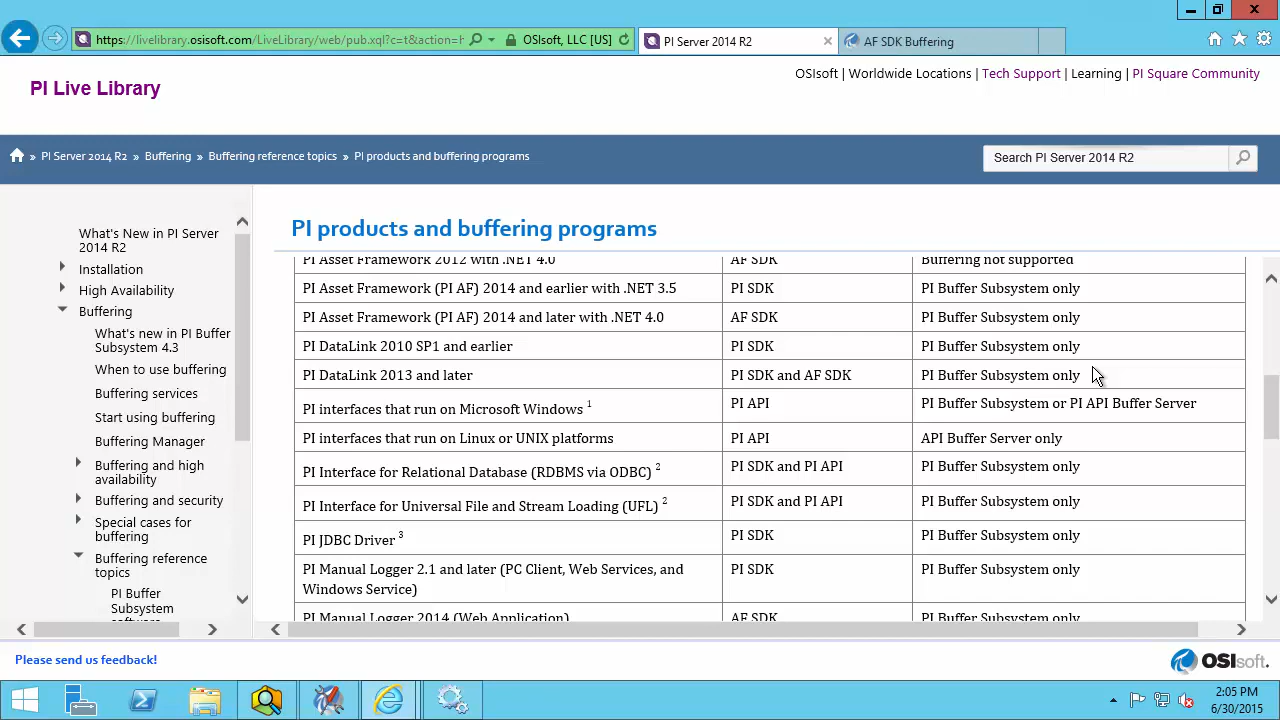 https://livelibrary.osisoft.com/LiveLibrary/web/pub.xql?c=t&action=h
OSIsoft, LLC [US]
PI Server 2014 R2
AF SDK Buffering
OSIsoft | Worldwide Locations | Tech Support | Learning | PI Square Community
PI Live Library
» PI Server 2014 R2 » Buffering » Buffering reference topics » PI products and buffering programs
Search PI Server 2014 R2
What's New in PI Server
2014 R2
Installation
High Availability
Buffering
What's new in PI Buffer
Subsystem 4.3
When to use buffering
Buffering services
Start using buffering
Buffering Manager
Buffering and high
availability
Buffering and security
Special cases for
buffering
Buffering reference
topics
PI Buffer
Subsystem
software
PI products and buffering programs
PI Asset Framework 2012 with .NET 4.0 AF SDK Buffering not supported
PI Asset Framework (PI AF) 2014 and earlier with .NET 3.5 PI SDK PI Buffer Subsystem only
PI Asset Framework (PI AF) 2014 and later with .NET 4.0 AF SDK PI Buffer Subsystem only
PI DataLink 2010 SP1 and earlier PI SDK PI Buffer Subsystem only
PI DataLink 2013 and later PI SDK and AF SDK PI Buffer Subsystem only
PI interfaces that run on Microsoft Windows 1 PI API PI Buffer Subsystem or PI API Buffer Server
PI interfaces that run on Linux or UNIX platforms PI API API Buffer Server only
PI Interface for Relational Database (RDBMS via ODBC) 2 PI SDK and PI API PI Buffer Subsystem only
PI Interface for Universal File and Stream Loading (UFL) 2 PI SDK and PI API PI Buffer Subsystem only
PI JDBC Driver 3 PI SDK PI Buffer Subsystem only
PI Manual Logger 2.1 and later (PC Client, Web Services, and
Windows Service) PI SDK PI Buffer Subsystem only
PI Manual Logger 2014 (Web Application) AF SDK PI Buffer Subsystem only
Please send us feedback!
OSIsoft.
2:05 PM
6/30/2015